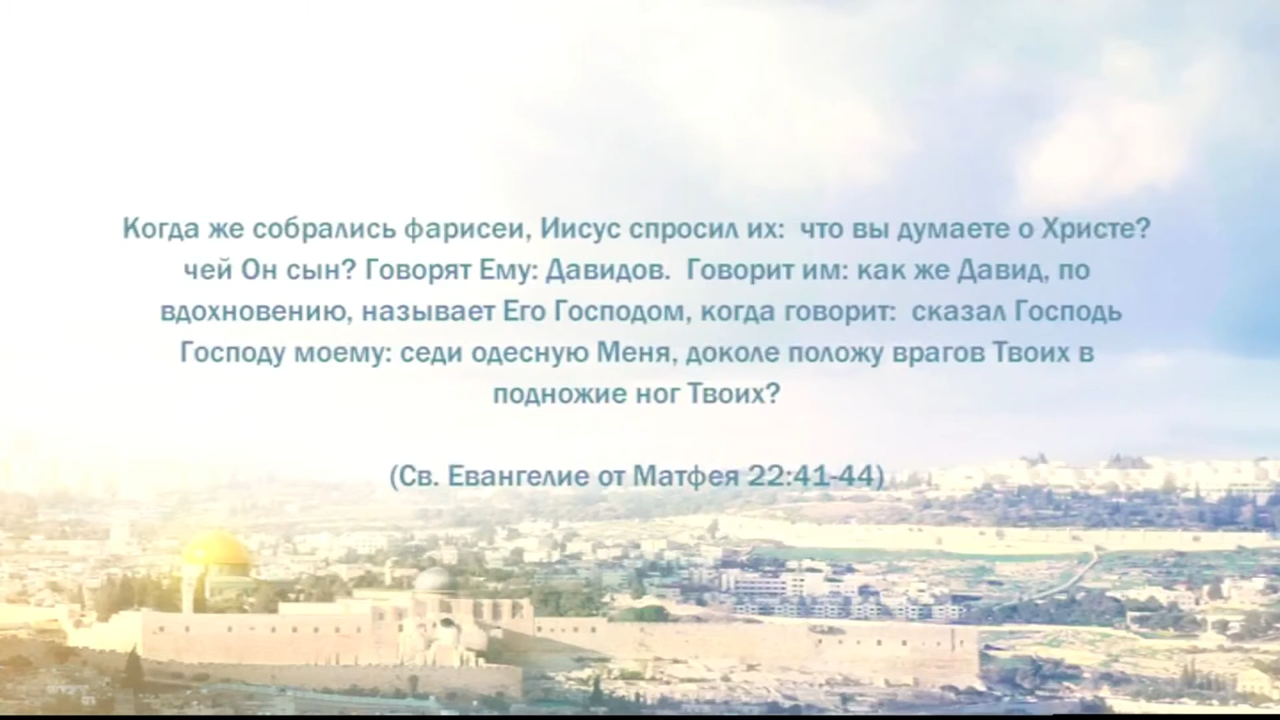 Когда же собрались фарисеи, Иисус спросил их:  что вы думаете о Христе?
чей Он сын? Говорят Ему: Давидов.  Говорит им: как же Давид, по
вдохновению, называет Его Господом, когда говорит:  сказал Господь
Господу моему: седи одесную Меня, доколе положу врагов Твоих в
подножие ног Твоих?
(Св. Евангелие от Матфея 22:41-44)